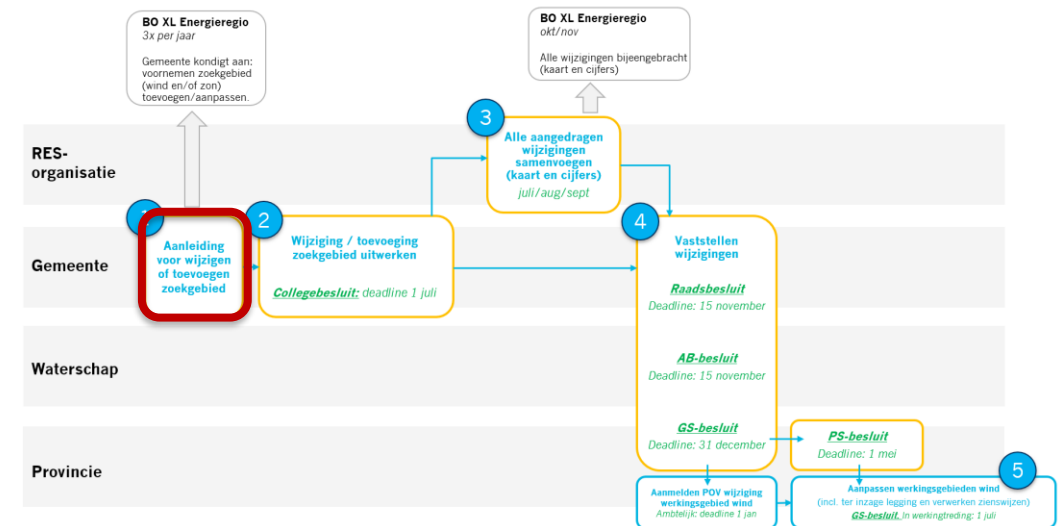 BO XL Energieregio
3x per jaar
Gemeente kondigt aan:
voornemen zoekgebied
(wind en/of zon)
toevoegen/aanpassen.
BO XL Energieregio
okt/nov
Alle wijzigingen bijeengebracht
(kaart en cijfers)
RES-
organisatie
3
Alle aangedragen
wijzigingen
samenvoegen
(kaart en cijfers)
juli/aug/sept
Gemeente
1
Aanleiding
voor wijzigen
of toevoegen
zoekgebied
2
Wijziging / toevoeging
zoekgebied uitwerken
Collegebesluit: deadline 1 juli
4
Vaststellen
wijzigingen
Raadsbesluit
Deadline: 15 november
Waterschap
AB-besluit
Deadline: 15 november
Provincie
GS-besluit
Deadline: 31 december
PS-besluit
Deadline: 1 mei
Aanmelden POV wijziging
werkingsgebied wind
Ambtelijk: deadline 1 jan
5
Aanpassen werkingsgebieden wind
(incl. ter inzage legging en verwerken zienswijzen)
GS-besluit. In werkingtreding: 1 juli